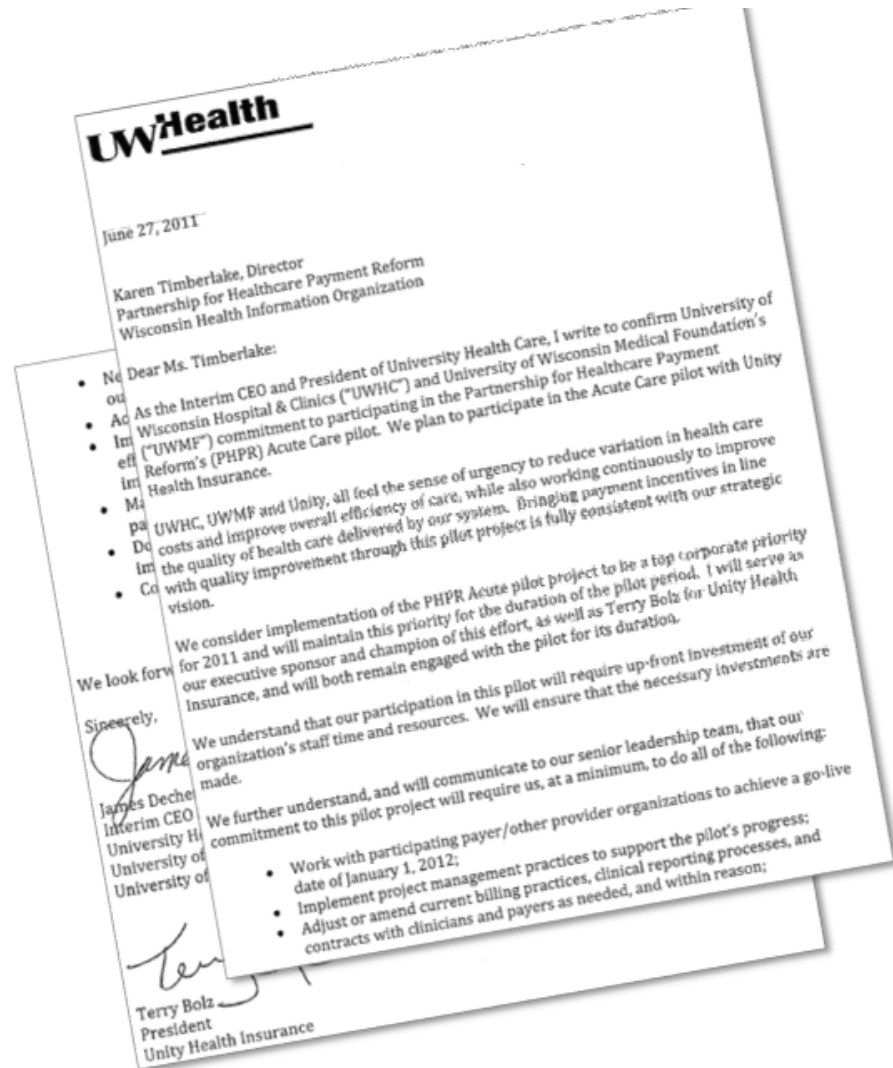 UWHealth
June 27, 2011
Karen Timberlake, Director
Partnership for Healthcare Payment Reform
Wisconsin Health Information Organization
Dear Ms. Timberlake:
As the Interim CEO and President of University Health Care, I write to confirm University of
Wisconsin Hospital & Clinics ("UWHC") and University of Wisconsin Medical Foundation's
("UWMF") commitment to participating in the Partnership for Healthcare Payment
Reform's (PHPR) Acute Care pilot. We plan to participate in the Acute Care pilot with Unity
Health Insurance.
UWHC, UWMF and Unity, all feel the sense of urgency to reduce variation in health care
costs and improve overall efficiency of care, while also working continuously to improve
the quality of health care delivered by our system. Bringing payment incentives in line
with quality improvement through this pilot project is fully consistent with our strategic
vision.
We consider implementation of the PHPR Acute pilot project to be a top corporate priority
for 2011 and will maintain this priority for the duration of the pilot period. I will serve as
our executive sponsor and champion of this effort, as well as Terry Bolz for Unity Health
Insurance, and will both remain engaged with the pilot for its duration.
We understand that our participation in this pilot will require up-front investment of our
organization's staff time and resources. We will ensure that the necessary investments are
made.
We further understand, and will communicate to our senior leadership team, that our
commitment to this pilot project will require us, at a minimum, to do all of the following:
• Work with participating payer/other provider organizations to achieve a go-live
date of January 1, 2012;
• Implement project management practices to support the pilot's progress;
• Adjust or amend current billing practices, clinical reporting processes, and
contracts with clinicians and payers as needed, and within reason;
• Ne
ou
• Ad
• Im
eff
im
• Ma
pa
• Do
im
• Co
We look forw
Sincerely,
Jame
James Deche
Interim CEO
University H
University of
University of
Terry Bolz
President
Unity Health Insurance